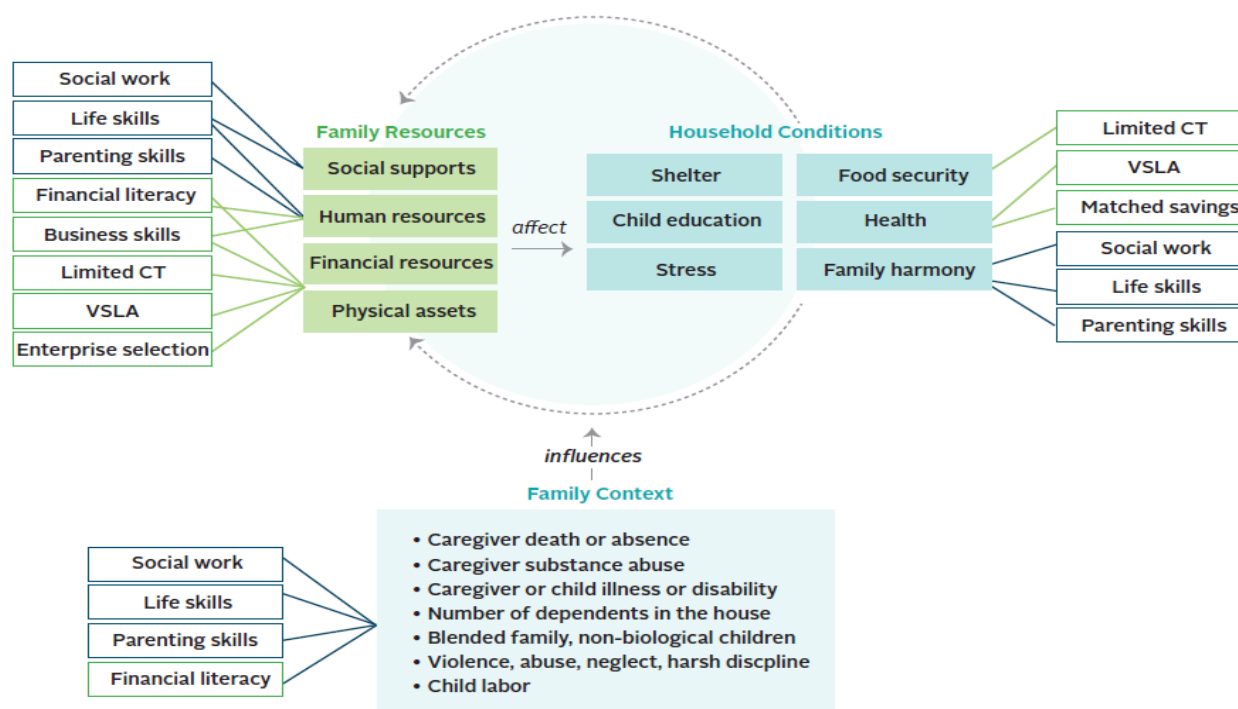 Social work
Life skills
Parenting skills
Financial literacy
Business skills
Limited CT
VSLA
Enterprise selection
Family Resources
Social supports
Human resources
Financial resources
Physical assets
affect
Household Conditions
Shelter
Food security
Child education
Health
Stress
Family harmony
Limited CT
VSLA
Matched savings
Social work
Life skills
Parenting skills
influences
Family Context
Social work
Life skills
Parenting skills
Financial literacy
• Caregiver death or absence
• Caregiver substance abuse
• Caregiver or child illness or disability
• Number of dependents in the house
• Blended family, non-biological children
• Violence, abuse, neglect, harsh discpline
• Child labor